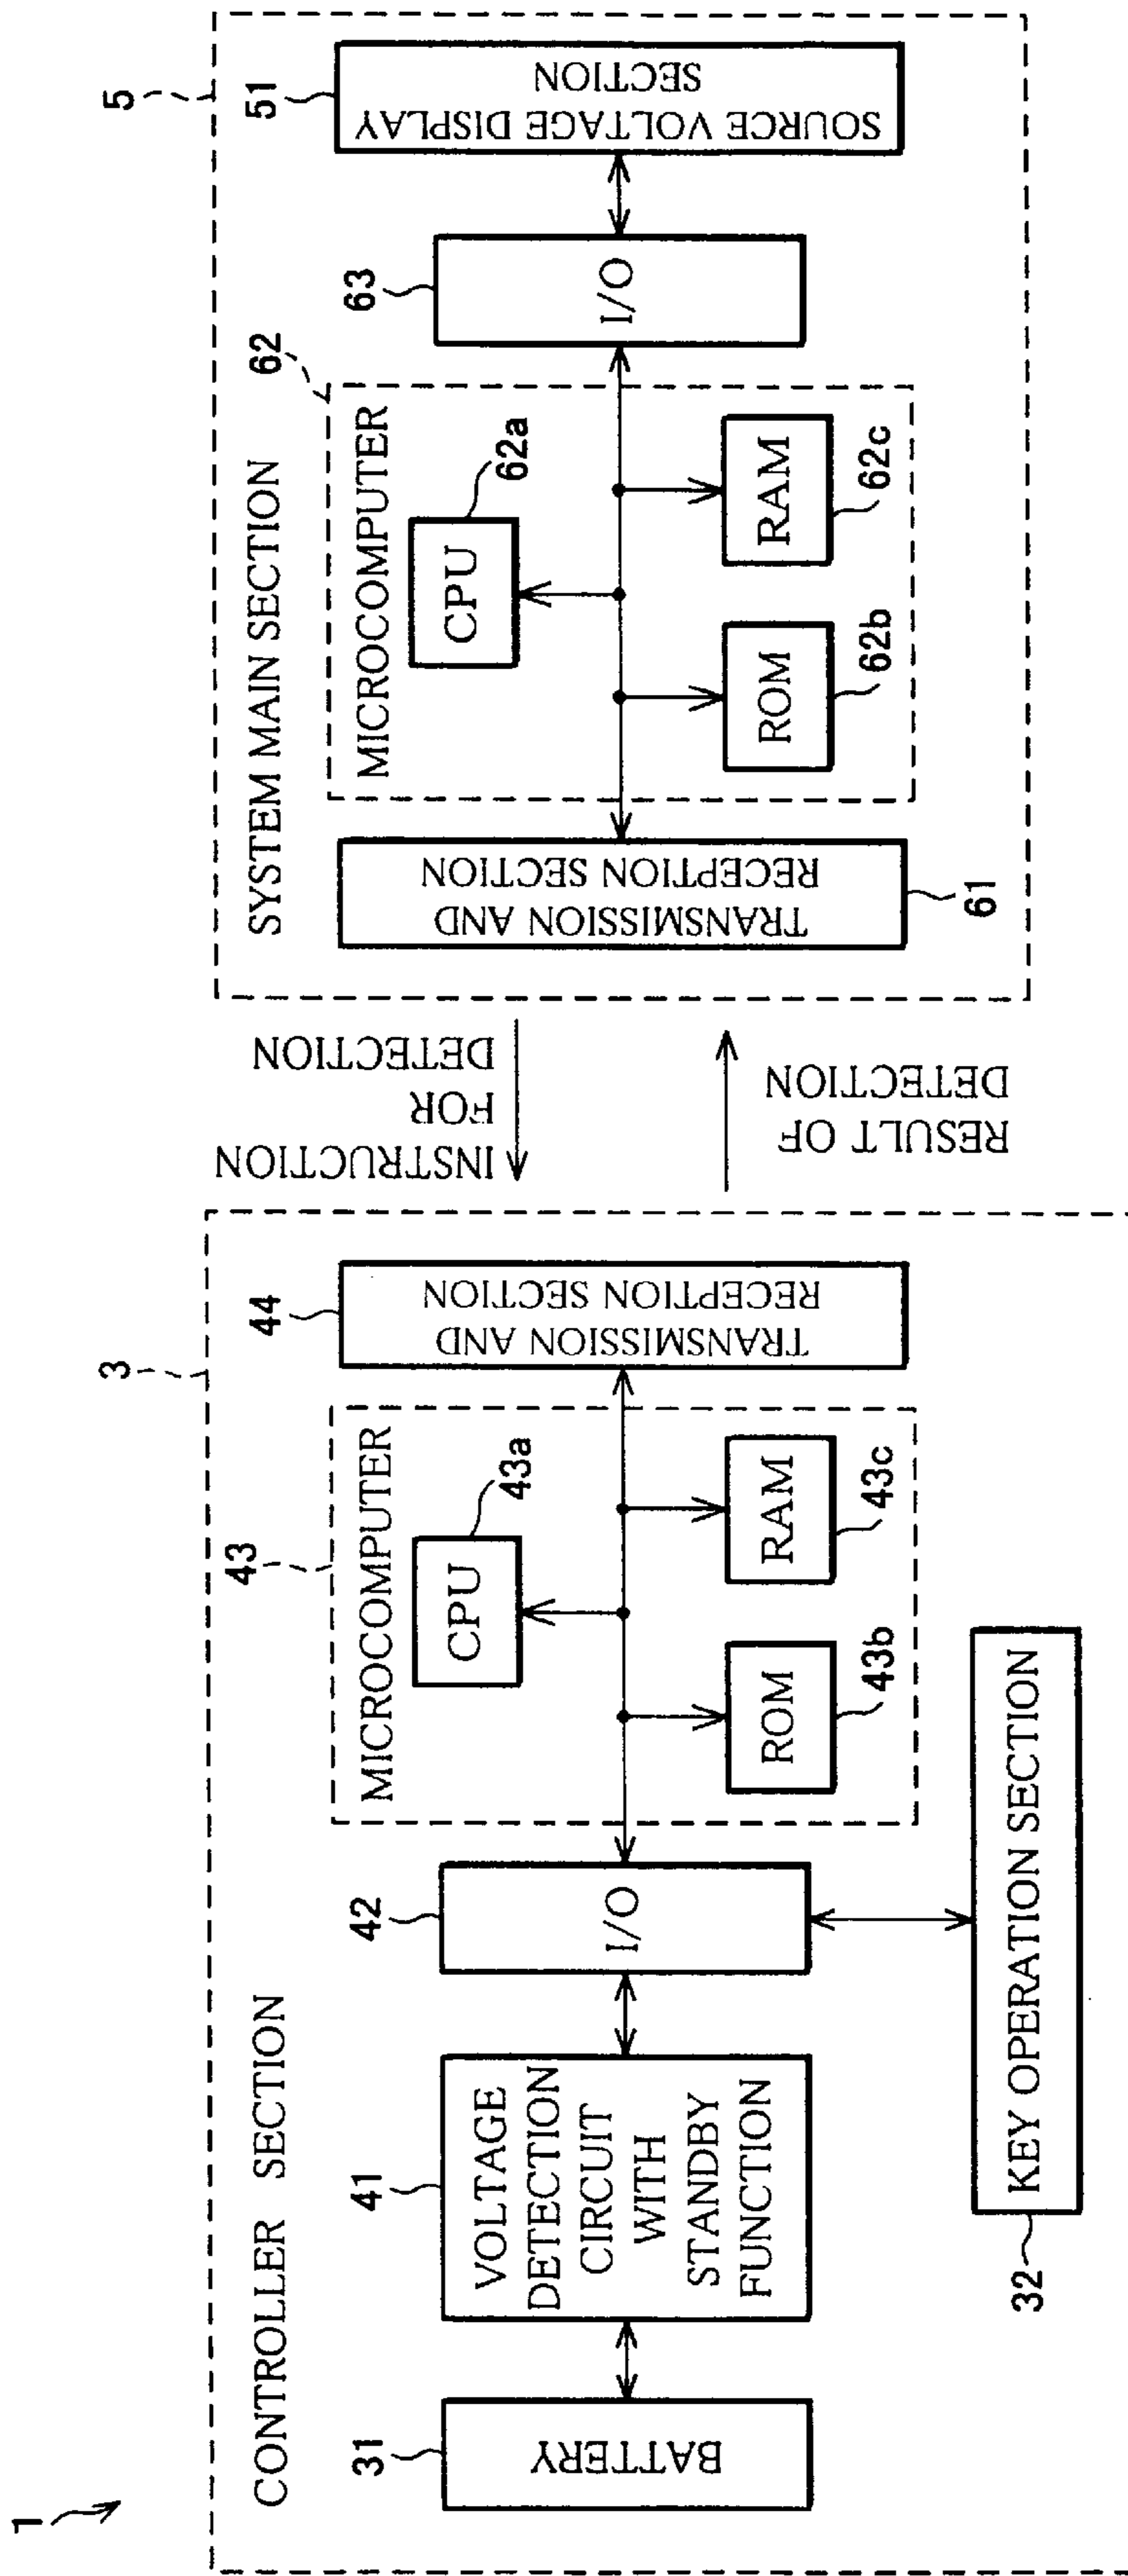 1
3
CONTROLLER SECTION
31
BATTERY
41
VOLTAGE
DETECTION
CIRCUIT
WITH
STANDBY
FUNCTION
42
I/O
32
KEY OPERATION SECTION
43
MICROCOMPUTER
CPU
43a
ROM
43b
RAM
43c
44
TRANSMISSION AND
RECEPTION SECTION
INSTRUCTION
FOR
DETECTION
RESULT OF
DETECTION
5
SYSTEM MAIN SECTION
61
TRANSMISSION AND
RECEPTION SECTION
62
MICROCOMPUTER
CPU
62a
ROM
62b
RAM
62c
63
I/O
51
SOURCE VOLTAGE DISPLAY
SECTION